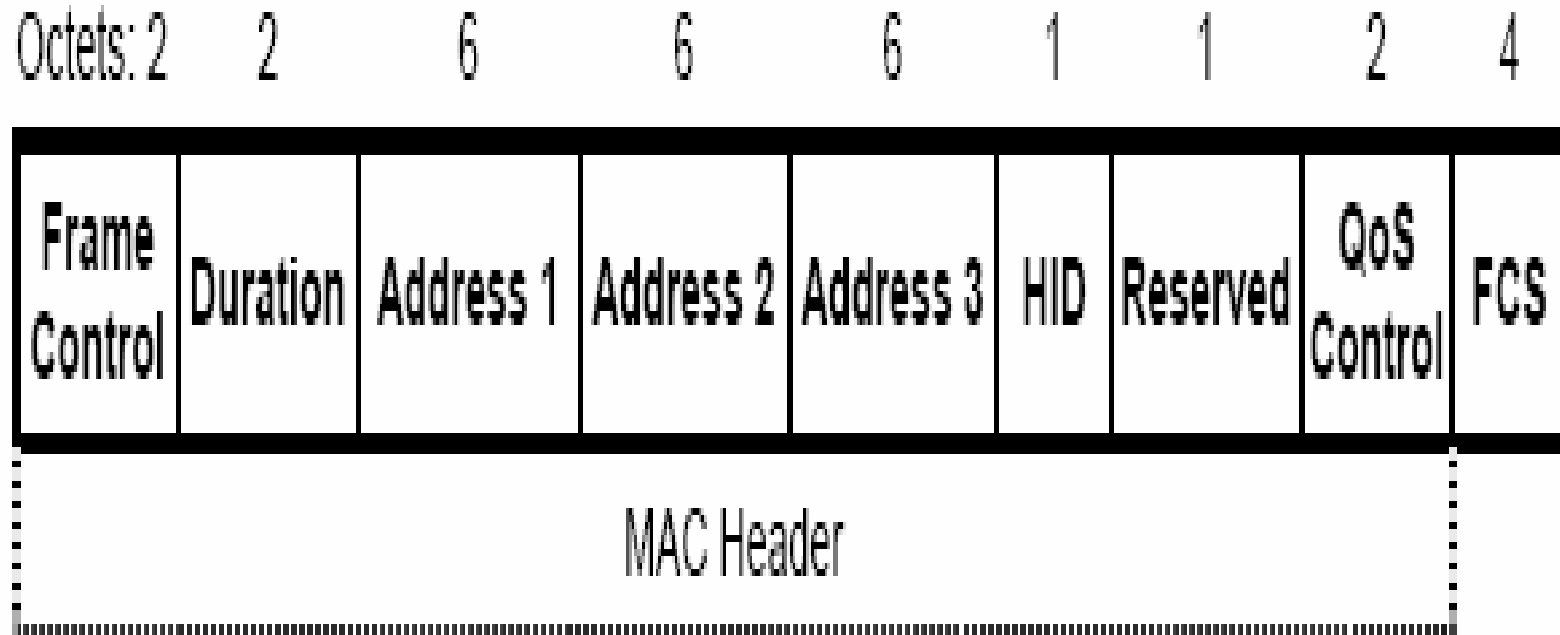 Octets: 2 2 6 6 6 1 1 2 4
Frame Control Duration Address 1 Address 2 Address 3 HID Reserved QoS Control FCS
MAC Header